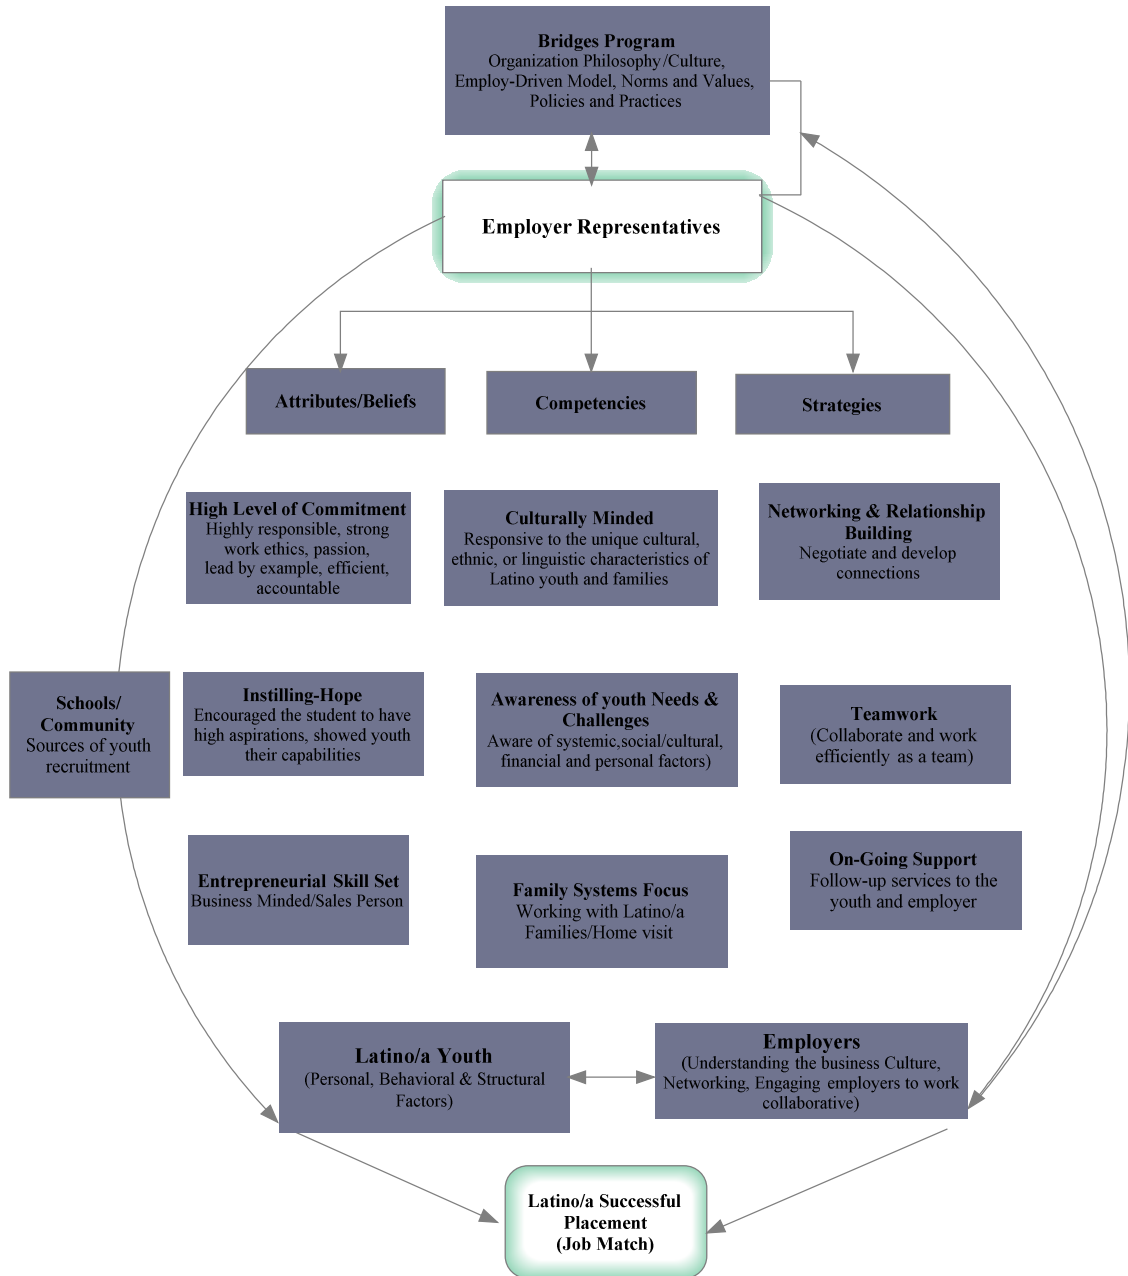 Bridges Program
Organization Philosophy/Culture,
Employ-Driven Model, Norms and Values,
Policies and Practices
Employer Representatives
Attributes/Beliefs
Competencies
Strategies
High Level of Commitment
Highly responsible, strong
work ethics, passion,
lead by example, efficient,
accountable
Culturally Minded
Responsive to the unique cultural,
ethnic, or linguistic characteristics of
Latino youth and families
Networking & Relationship
Building
Negotiate and develop
connections
Schools/
Community
Sources of youth
recruitment
Instilling-Hope
Encouraged the student to have
high aspirations, showed youth
their capabilities
Awareness of youth Needs &
Challenges
Aware of systemic,social/cultural,
financial and personal factors)
Teamwork
(Collaborate and work
efficiently as a team)
Entrepreneurial Skill Set
Business Minded/Sales Person
Family Systems Focus
Working with Latino/a
Families/Home visit
On-Going Support
Follow-up services to the
youth and employer
Latino/a Youth
(Personal, Behavioral & Structural
Factors)
Employers
(Understanding the business Culture,
Networking, Engaging employers to work
collaborative)
Latino/a Successful
Placement
(Job Match)